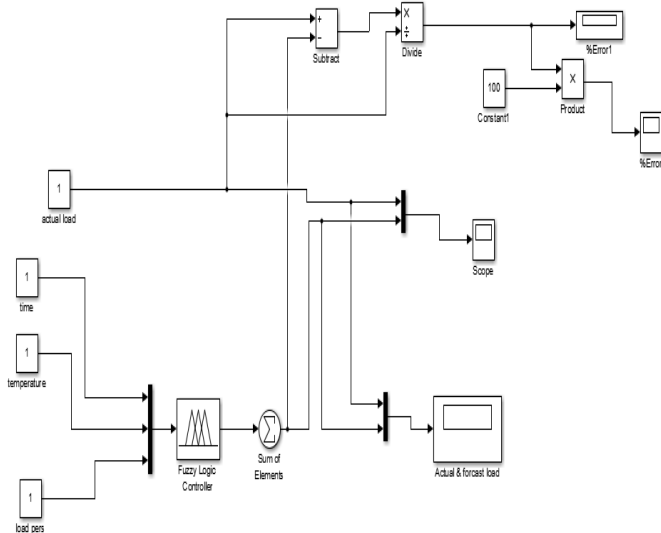 +
−
Subtract
×
÷
Divide
%Error1
100
Constant1
×
Product
%Error
1
actual load
Scope
1
time
1
temperature
Fuzzy Logic
Controller
Sum of
Elements
Actual & forcast load
1
load pers